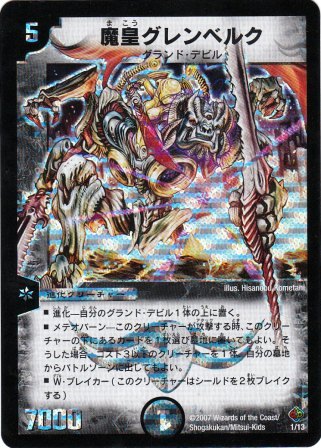 5
魔皇グレンベルク
まこう
グランド・デビル
illus. Hisanobu Kometani
進化クリーチャー
■ 進化―自分のグランド・デビル1体の上に置く。
■ メテオバーン―このクリーチャーが攻撃する時、このクリー
チャーの下にあるカードを1枚選び墓地に置いてもよい。そ
うした場合、コスト3以下のクリーチャーを1体、自分の墓地
からバトルゾーンに出してもよい。
■ W・ブレイカー(このクリーチャーはシールドを2枚ブレイクす
る)
7000
©2007 Wizards of the Coast/
Shogakukan/Mitsui-Kids
1/13